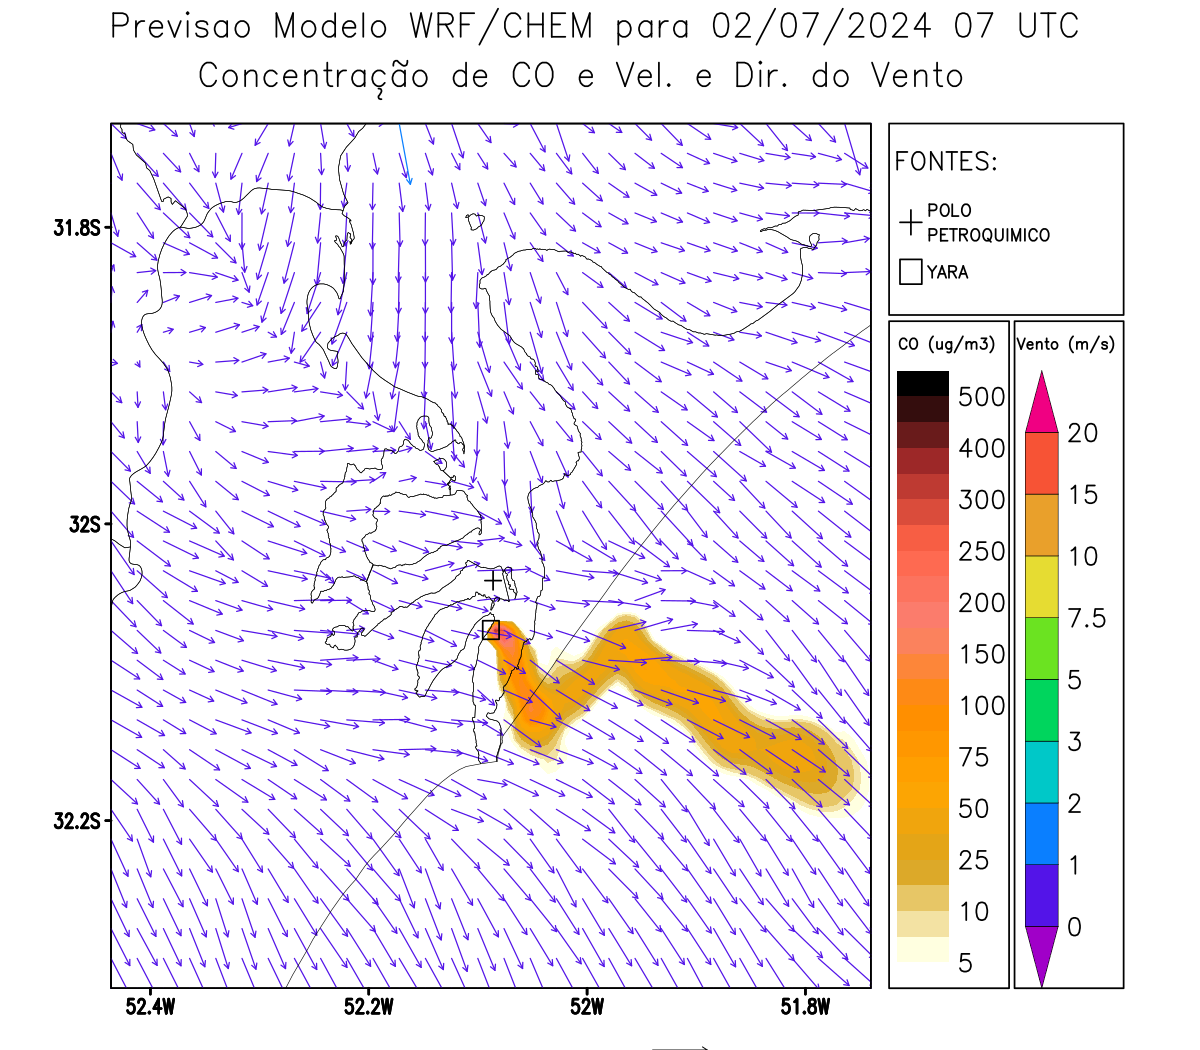 Previsao Modelo WRF/CHEM para 02/07/2024 07 UTC
Concentração de CO e Vel. e Dir. do Vento
FONTES:
POLO
PETROQUIMICO
YARA
CO (ug/m3)
500
400
300
250
200
150
100
75
50
25
10
5
Vento (m/s)
20
15
10
7.5
5
3
2
1
0
31.8S
32S
32.2S
52.4W
52.2W
52W
51.8W